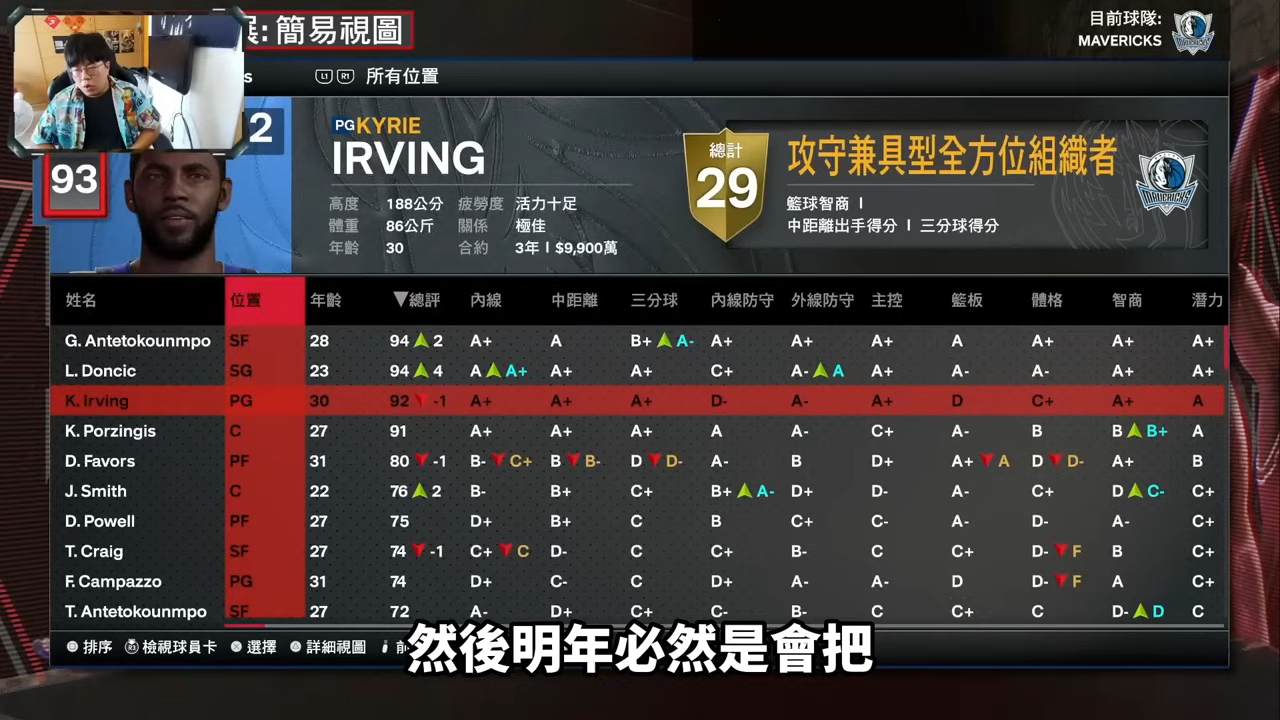 展: 簡易視圖
目前球隊:
MAVERICKS
s
L1 R1 所有位置
2
93
PG KYRIE
IRVING
高度 188公分 疲勞度 活力十足
體重 86公斤 關係 極佳
年齡 30 合約 3年 | $9,900萬
總計
29
攻守兼具型全方位組織者
籃球智商 |
中距離出手得分 | 三分球得分
MAVERICKS
姓名 位置 年齡 ▼總評 內線 中距離 三分球 內線防守 外線防守 主控 籃板 體格 智商 潛力
G. Antetokounmpo SF 28 94 2 A+ A B+ A- A+ A+ A+ A A+ A+ A+
L. Doncic SG 23 94 4 A A+ A+ A+ C+ A- A A+ A- A- A+ A+
K. Irving PG 30 92 -1 A+ A+ A+ D- A- A+ D C+ A+ A
K. Porzingis C 27 91 A+ A+ A+ A A- C+ A- B B B+ A
D. Favors PF 31 80 -1 B- C+ B B- D D- A- B D+ A+ A D D- A+ B
J. Smith C 22 76 2 B- B+ C+ B+ A- D+ D- A- C+ D C- C+
D. Powell PF 27 75 D+ B+ C B C+ C- A- D- A- C+
T. Craig SF 27 74 -1 C+ C D- C C+ B- C C+ D- F B C+
F. Campazzo PG 31 74 D+ C- C D+ A- A- D D- F A C+
T. Antetokounmpo SF 27 72 A- D+ C+ C- B- C C+ C D- D C
排序 檢視球員卡 選擇 詳細視圖
然後明年必然是會把